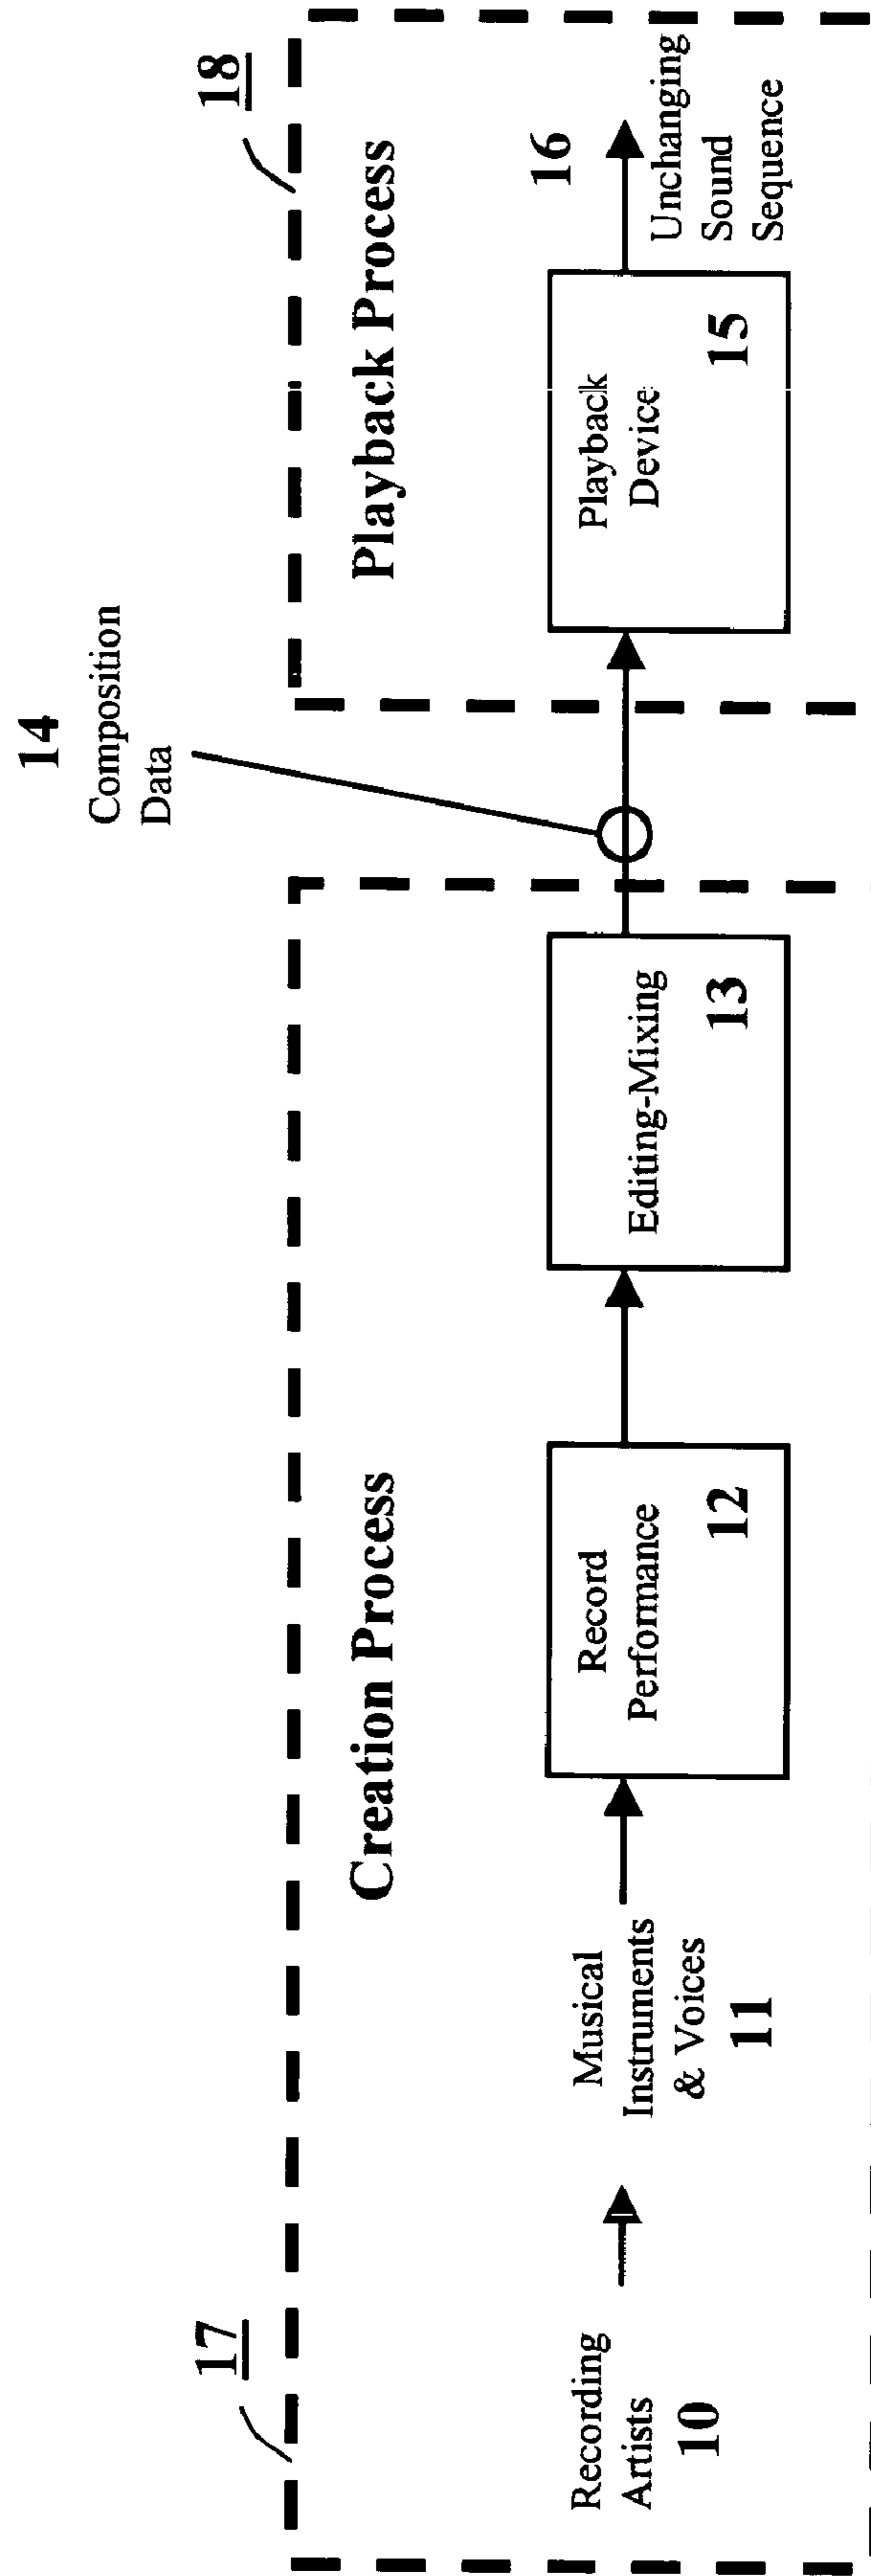 17
Creation Process
Recording
Artists
10
Musical
Instruments
& Voices
11
Record
Performance
12
Editing-Mixing
13
14
Composition
Data
18
Playback Process
Playback
Device
15
16
Unchanging
Sound
Sequence